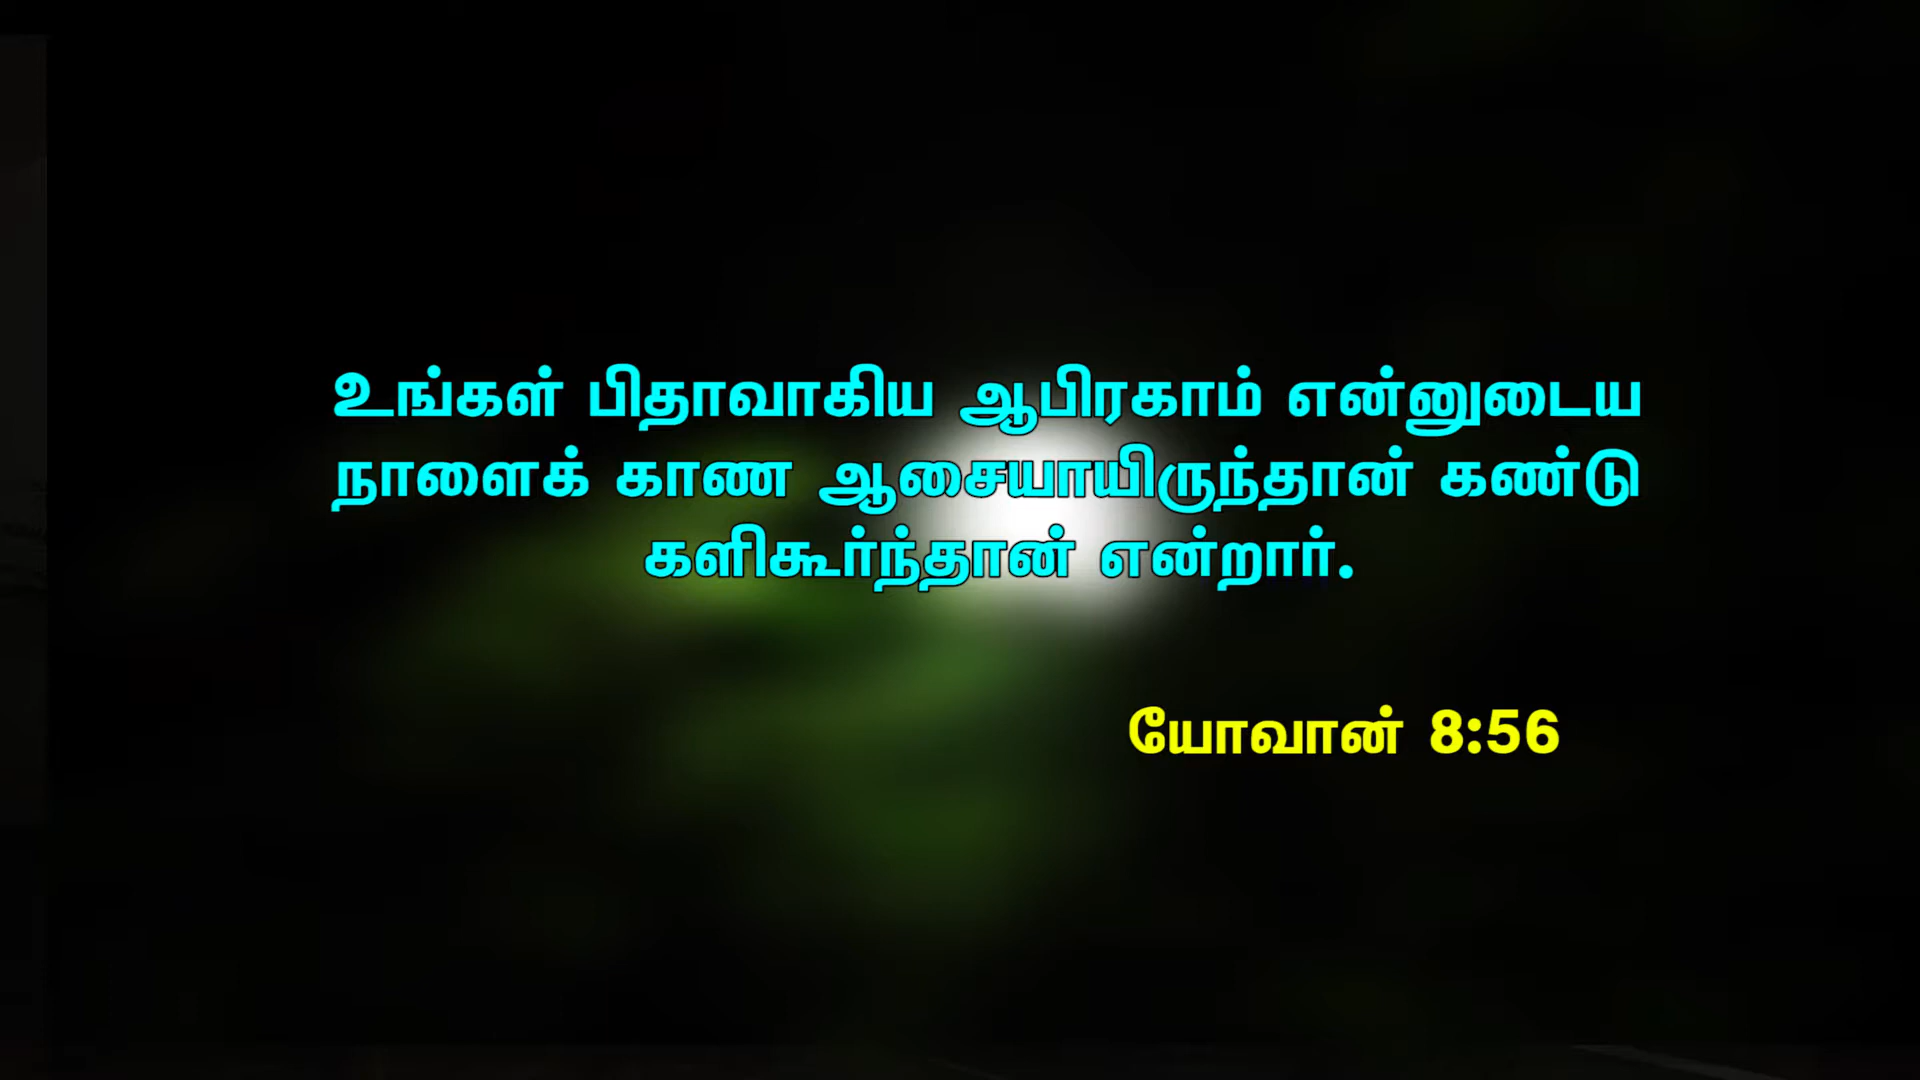 உங்கள் பிதாவாகிய ஆபிரகாம் என்னுடைய
நாளைக் காண ஆசையாயிருந்தான் கண்டு
களிகூர்ந்தான் என்றார்.
யோவான் 8:56